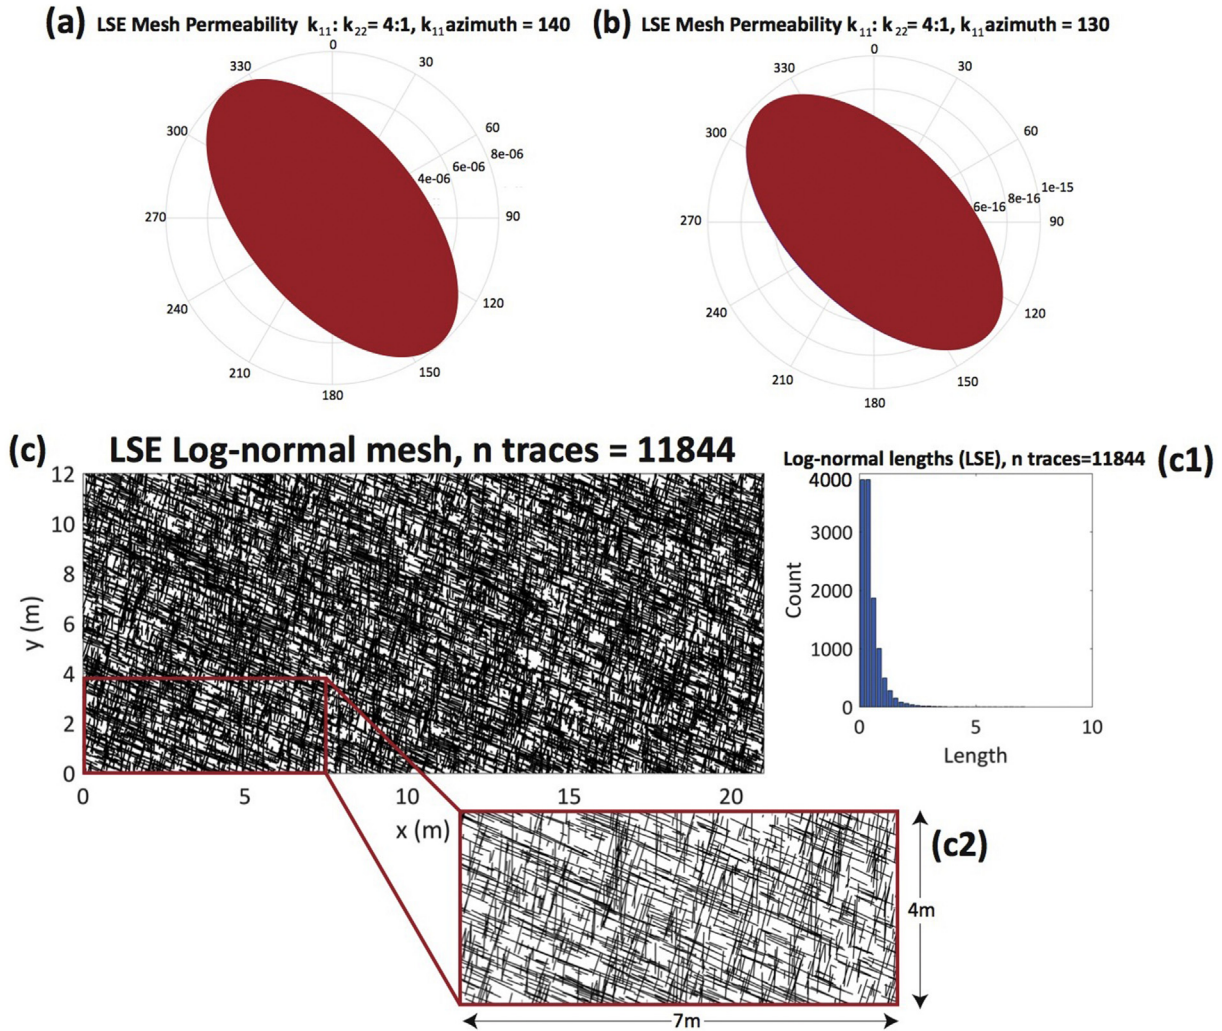 (a) LSE Mesh Permeability k11: k22= 4:1, k11 azimuth = 140
0
30
60
90
120
150
180
210
240
270
300
330
4e-06
6e-06
8e-06
(b) LSE Mesh Permeability k11: k22= 4:1, k11 azimuth = 130
0
30
60
90
120
150
180
210
240
270
300
330
6e-16
8e-16
1e-15
(c) LSE Log-normal mesh, n traces = 11844
12
10
8
6
4
2
0
y (m)
0 5 10 15 20
x (m)
Log-normal lengths (LSE), n traces=11844 (c1)
4000
3000
2000
1000
0
Count
0 5 10
Length
(c2)
4m
7m